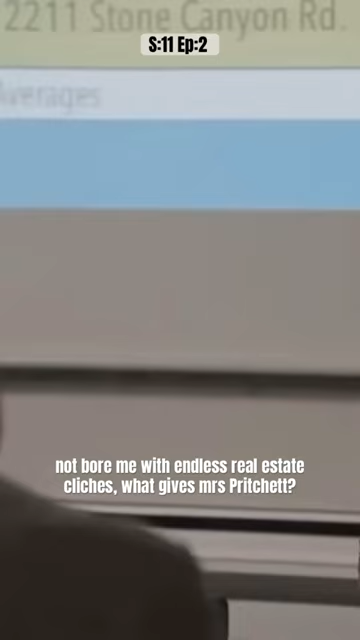 2211 Stone Canyon Rd.
S:11 Ep:2
Averages
not bore me with endless real estate
cliches, what gives mrs Pritchett?